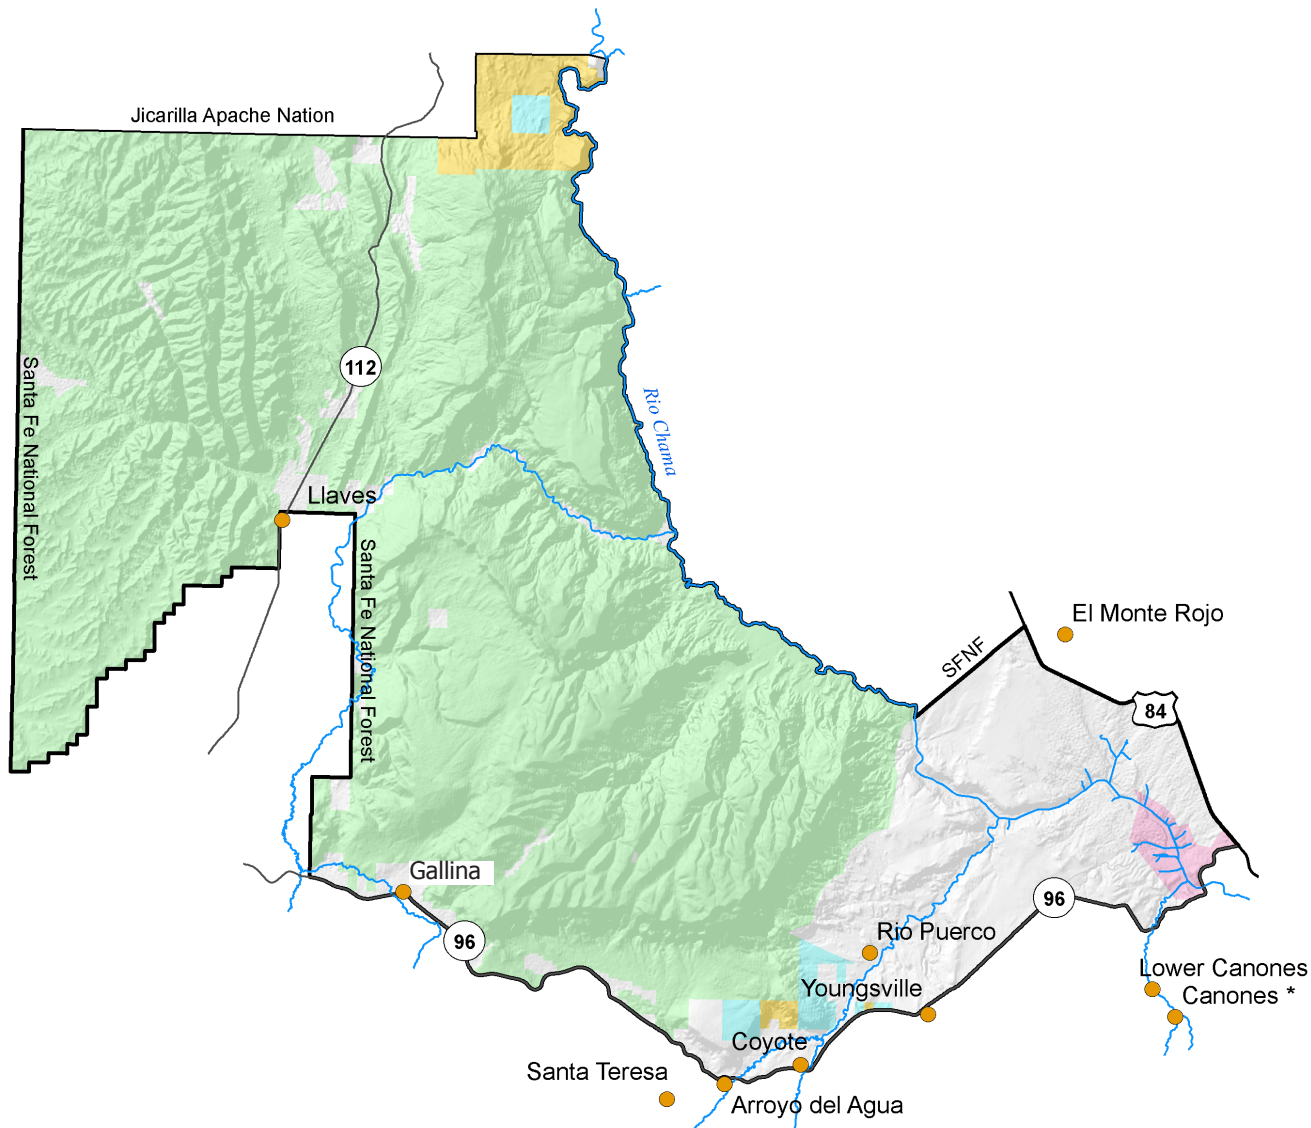 Jicarilla Apache Nation
112
Santa Fe National Forest
Rio Chama
Llaves
Santa Fe National Forest
El Monte Rojo
SFNF
84
Gallina
96
96
Rio Puerco
Lower Canones
Youngsville
Canones *
Coyote
Santa Teresa
Arroyo del Agua